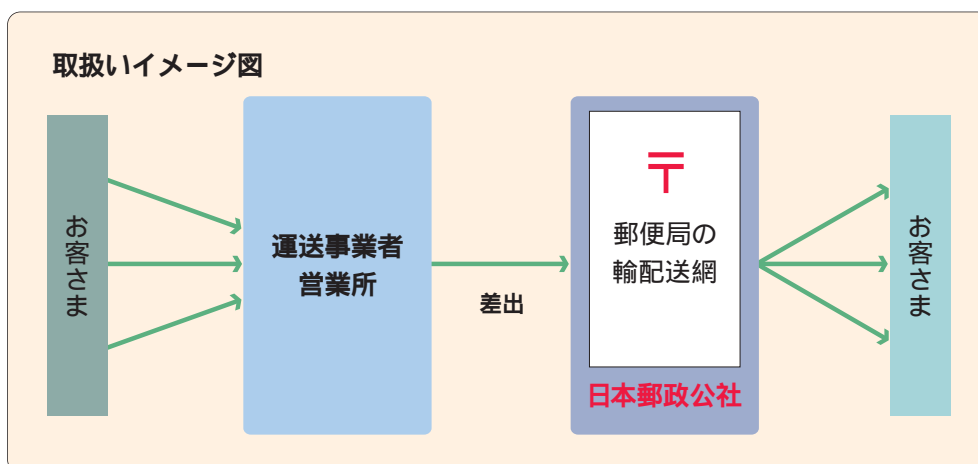 取扱いイメージ図
お客さま
運送事業者
営業所
差出
〒
郵便局の
輸配送網
日本郵政公社
お客さま